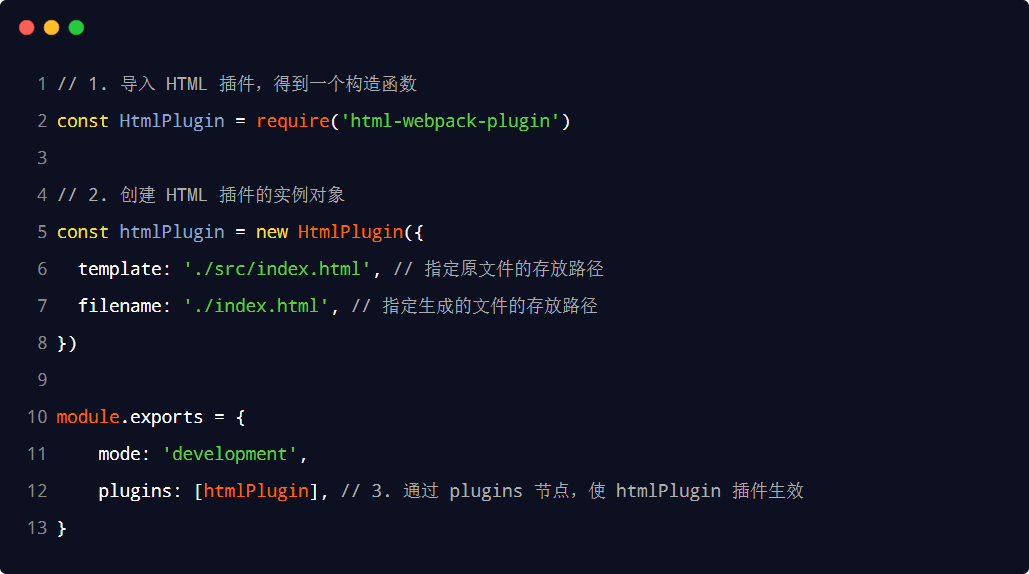 1 // 1. 导入 HTML 插件，得到一个构造函数
2 const HtmlPlugin = require('html-webpack-plugin')
3
4 // 2. 创建 HTML 插件的实例对象
5 const htmlPlugin = new HtmlPlugin({
6   template: './src/index.html', // 指定原文件的存放路径
7   filename: './index.html', // 指定生成的文件的存放路径
8 })
9
10 module.exports = {
11     mode: 'development',
12     plugins: [htmlPlugin], // 3. 通过 plugins 节点，使 htmlPlugin 插件生效
13 }